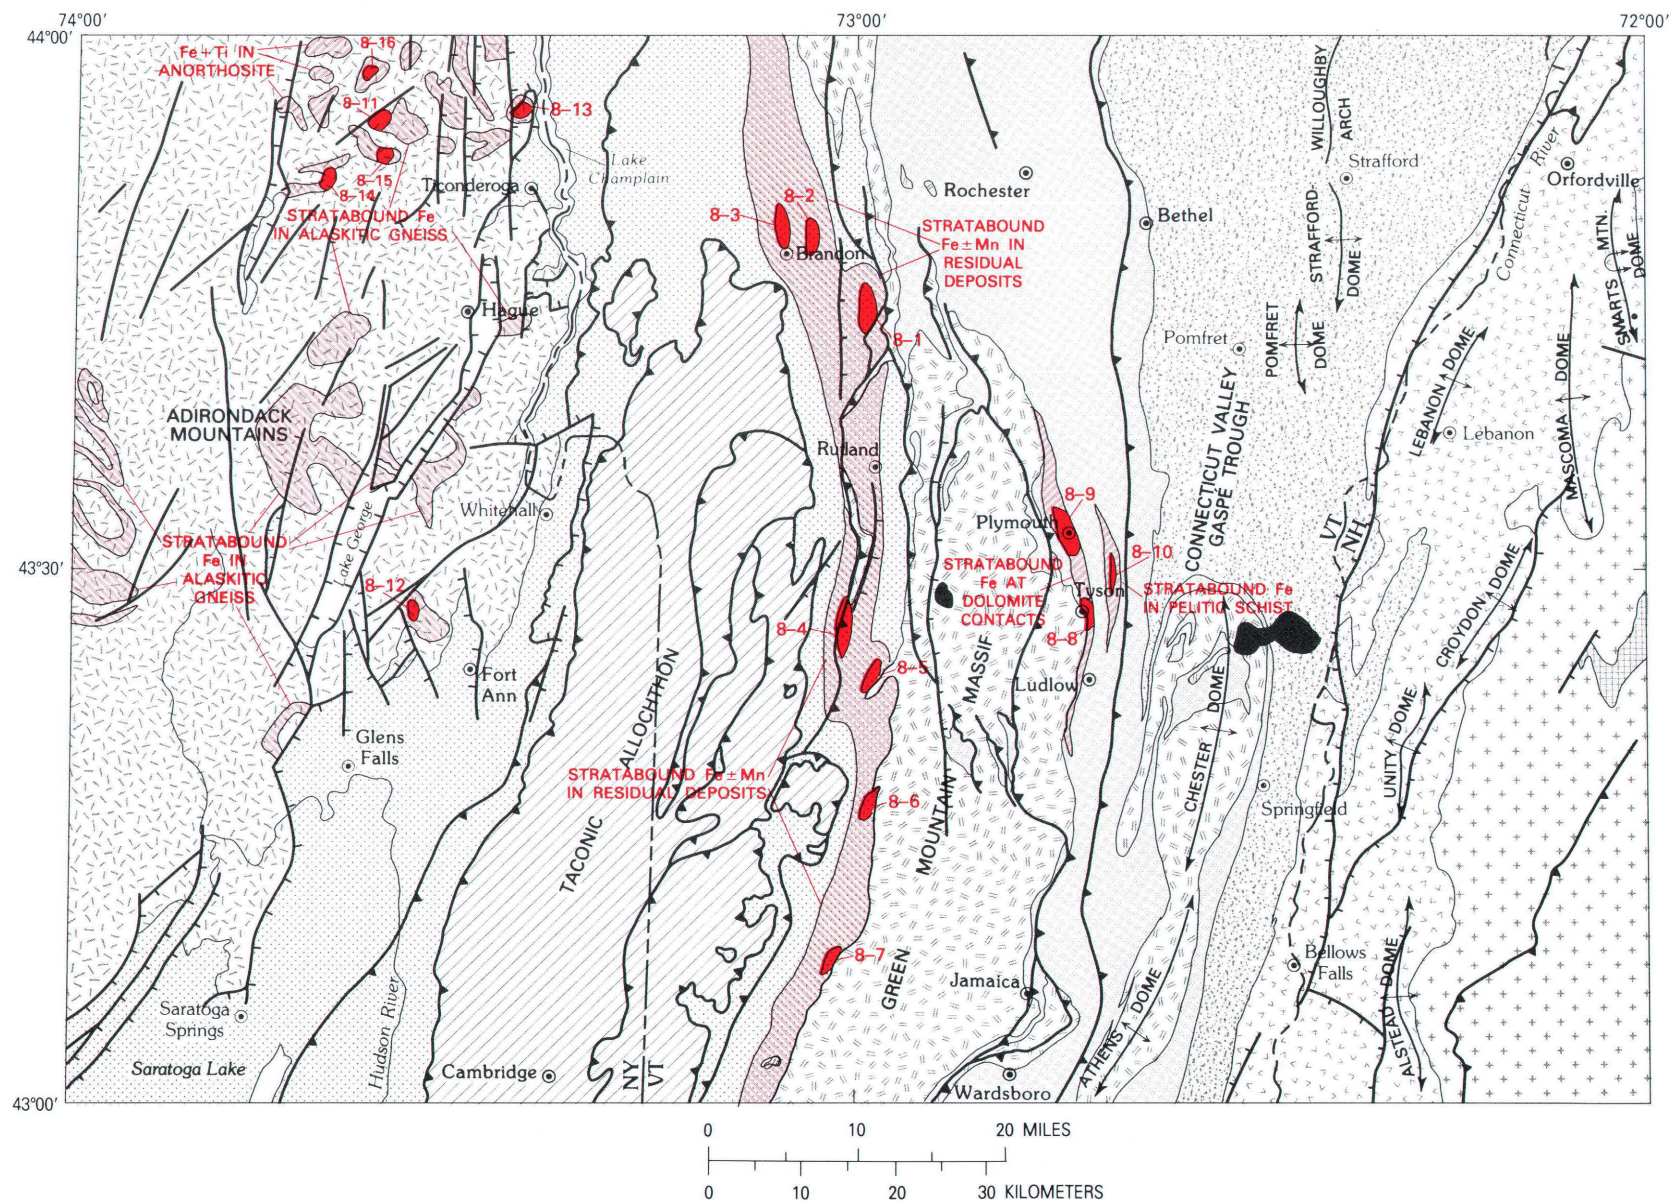 74°00′
73°00′
72°00′
44°00′
Fe+Ti IN
ANORTHOSITE
8-16
8-11
8-13
8-15
8-14
Ticonderoga
Lake
Champlain
STRATABOUND Fe
IN ALASKITIC GNEISS
8-3
8-2
Brandon
Rochester
STRATABOUND
Fe±Mn IN
RESIDUAL
DEPOSITS
Bethel
WILLOUGHBY
ARCH
Strafford
STRAFFORD
DOME
Connecticut River
Orfordville
SMARTS MTN.
DOME
Hague
8-1
Pomfret
POMFRET
DOME
LEBANON DOME
Lebanon
MASCOMA DOME
ADIRONDACK
MOUNTAINS
Rutland
CONNECTICUT VALLEY
GASPE TROUGH
Whitehall
Lake George
8-9
Plymouth
8-10
VT
NH
43°30′
STRATABOUND
Fe IN
ALASKITIC
GNEISS
8-12
STRATABOUND
Fe AT
DOLOMITE
CONTACTS
Tyson
STRATABOUND Fe
IN PELITIC SCHIST
8-8
8-4
8-5
Fort
Ann
Ludlow
CROYDON DOME
Glens
Falls
TACONIC ALLOCHTHON
GREEN MOUNTAIN MASSIF
CHESTER DOME
UNITY DOME
STRATABOUND Fe±Mn
IN RESIDUAL DEPOSITS
8-6
Springfield
8-7
Bellows
Falls
Jamaica
ATHENS DOME
ALSTEAD DOME
Saratoga
Springs
Saratoga Lake
Hudson River
Cambridge
NY
VT
Wardsboro
43°00′
0 10 20 MILES
0 10 20 30 KILOMETERS